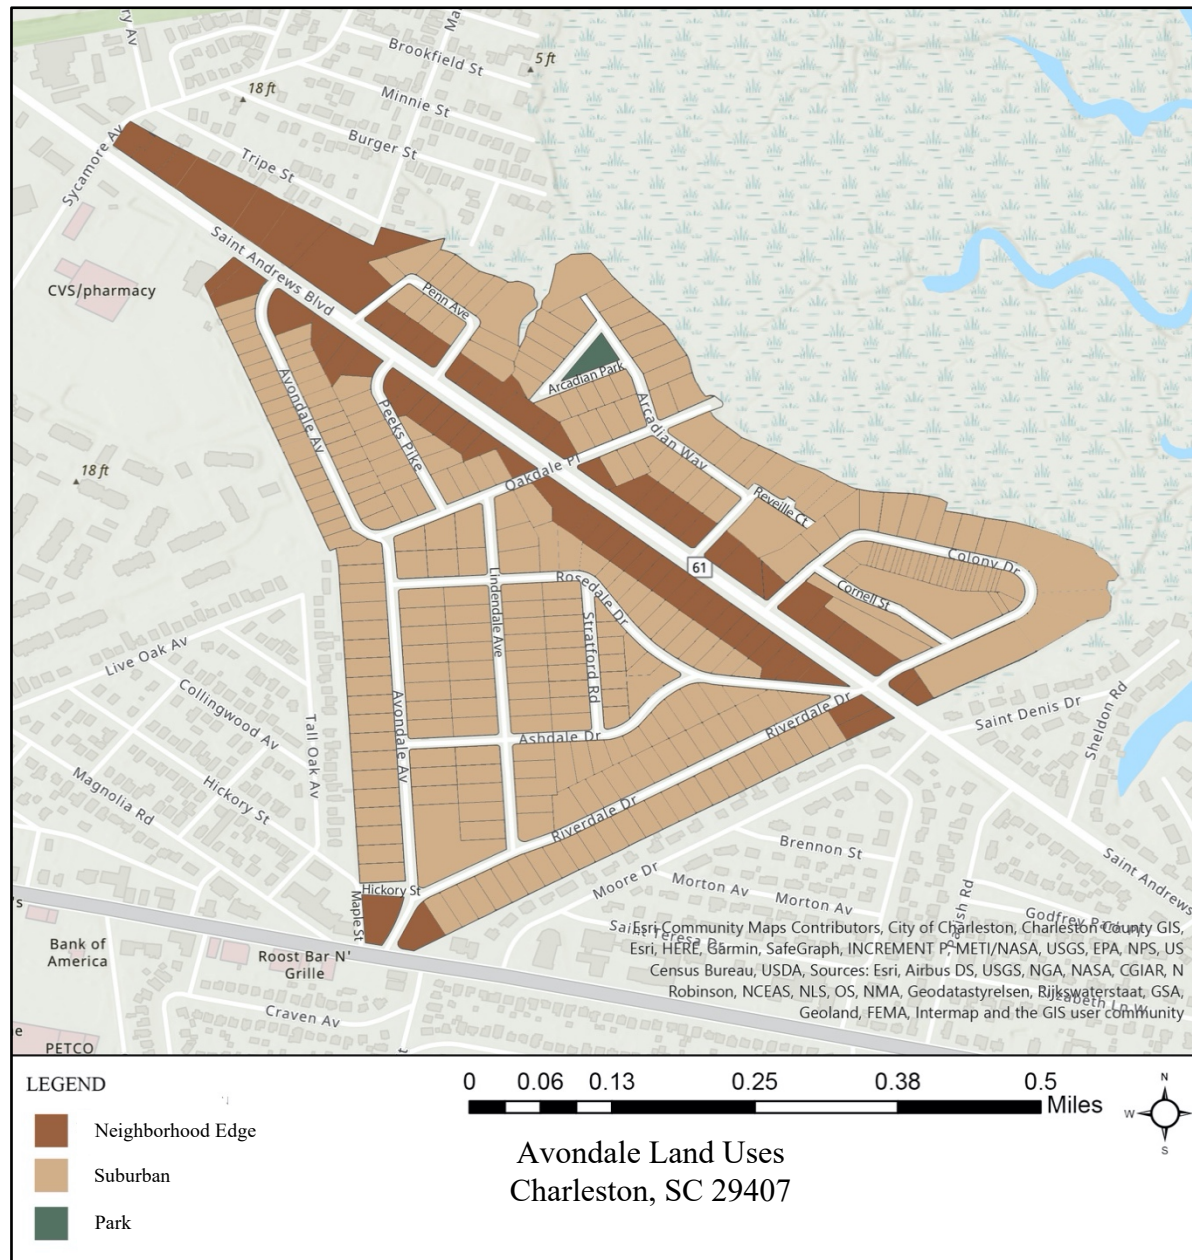 ry Av
Ma
Brookfield St
5 ft
18 ft
Minnie St
Burger St
Sycamore Av
Tripe St
Saint Andrews Blvd
CVS/pharmacy
Penn Ave
Arcadian Park
Avondale Av
Peeks Pike
Arcadian Way
18 ft
Oakdale Pl
Reveille Ct
61
Colony Dr
Cornell St
Rosedale Dr
Lindendale Ave
Stratford Rd
Live Oak Av
Collingwood Av
Tall Oak Av
Avondale Av
Ashdale Dr
Riverdale Dr
Saint Denis Dr
Sheldon Rd
Magnolia Rd
Hickory St
Riverdale Dr
Brennon St
Moore Dr
Morton Av
Morton Av
Saint Andrews
Hickory St
Maple St
's
Bank of
America
Roost Bar N'
Grille
Craven Av
e
PETCO
t
Esri Community Maps Contributors, City of Charleston, Charleston County GIS,
Esri, HERE, Garmin, SafeGraph, INCREMENT P, METI/NASA, USGS, EPA, NPS, US
Census Bureau, USDA, Sources: Esri, Airbus DS, USGS, NGA, NASA, CGIAR, N
Robinson, NCEAS, NLS, OS, NMA, Geodatastyrelsen, Rijkswaterstaat, GSA,
Geoland, FEMA, Intermap and the GIS user community
LEGEND
Neighborhood Edge
Suburban
Park
0 0.06 0.13 0.25 0.38 0.5
Miles
N
W
S
Avondale Land Uses
Charleston, SC 29407